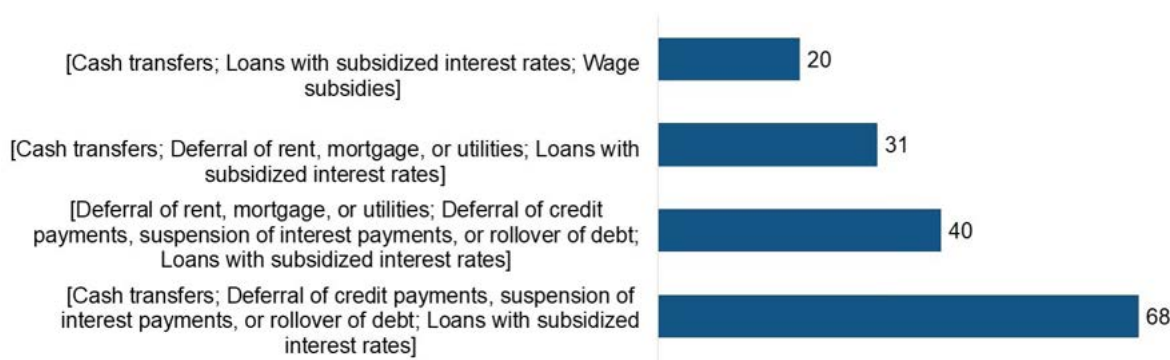 [Cash transfers; Loans with subsidized interest rates; Wage
subsidies]
20
[Cash transfers; Deferral of rent, mortgage, or utilities; Loans with
subsidized interest rates]
31
[Deferral of rent, mortgage, or utilities; Deferral of credit
payments, suspension of interest payments, or rollover of debt;
Loans with subsidized interest rates]
40
[Cash transfers; Deferral of credit payments, suspension of
interest payments, or rollover of debt; Loans with subsidized
interest rates]
68